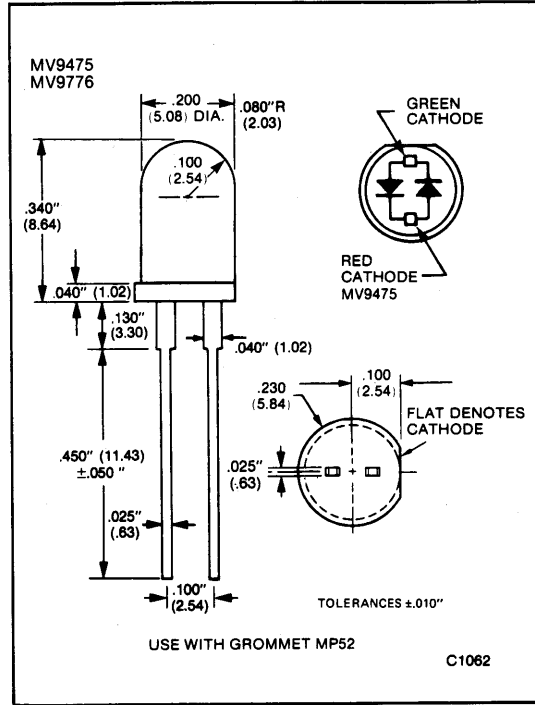 MV9475
MV9776
.200
(5.08) DIA.
.080"R
(2.03)
.100
(2.54)
.340"
(8.64)
.040" (1.02)
.130"
(3.30)
.040" (1.02)
.450" (11.43)
±.050 "
.025"
(.63)
.100"
(2.54)
GREEN
CATHODE
RED
CATHODE
MV9475
.100
(2.54)
.230
(5.84)
FLAT DENOTES
CATHODE
.025"
(.63)
TOLERANCES ±.010"
USE WITH GROMMET MP52
C1062